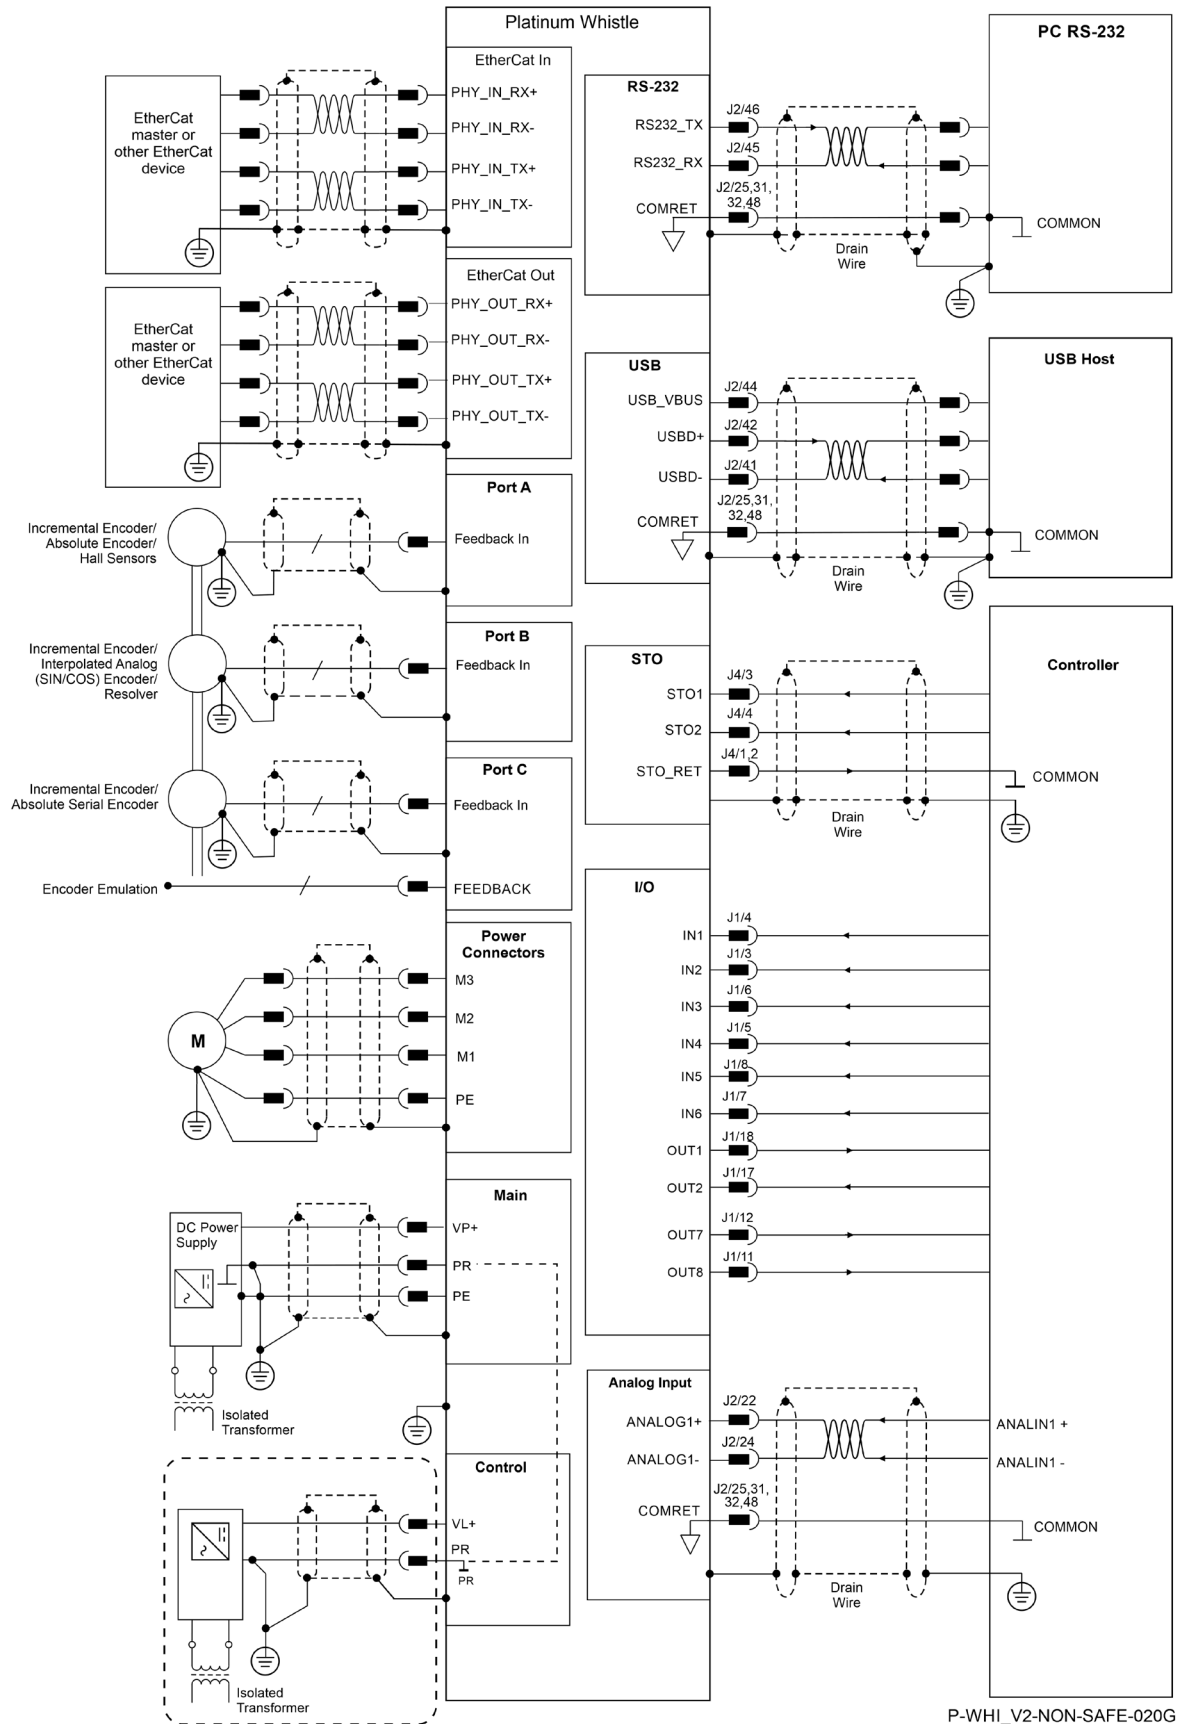 Platinum Whistle
EtherCat In
EtherCat
master or
other EtherCat
device
PHY_IN_RX+
PHY_IN_RX-
PHY_IN_TX+
PHY_IN_TX-
EtherCat Out
EtherCat
master or
other EtherCat
device
PHY_OUT_RX+
PHY_OUT_RX-
PHY_OUT_TX+
PHY_OUT_TX-
Port A
Incremental Encoder/
Absolute Encoder/
Hall Sensors
Feedback In
Port B
Incremental Encoder/
Interpolated Analog
(SIN/COS) Encoder/
Resolver
Feedback In
Port C
Incremental Encoder/
Absolute Serial Encoder
Feedback In
Encoder Emulation
FEEDBACK
Power
Connectors
M
M3
M2
M1
PE
Main
DC Power
Supply
VP+
PR
PE
Isolated
Transformer
Control
VL+
PR
PR
Isolated
Transformer
RS-232
PC RS-232
J2/46
RS232_TX
J2/45
RS232_RX
J2/25,31,
32,48
COMRET
COMMON
Drain
Wire
USB
USB Host
J2/44
USB_VBUS
J2/42
USBD+
J2/41
USBD-
J2/25,31,
32,48
COMRET
COMMON
Drain
Wire
STO
Controller
J4/3
STO1
J4/4
STO2
J4/1,2
STO_RET
COMMON
Drain
Wire
I/O
J1/4
IN1
J1/3
IN2
J1/6
IN3
J1/5
IN4
J1/8
IN5
J1/7
IN6
J1/18
OUT1
J1/17
OUT2
J1/12
OUT7
J1/11
OUT8
Analog Input
J2/22
ANALOG1+
ANALIN1 +
J2/24
ANALOG1-
ANALIN1 -
J2/25,31,
32,48
COMRET
COMMON
Drain
Wire
P-WHI_V2-NON-SAFE-020G